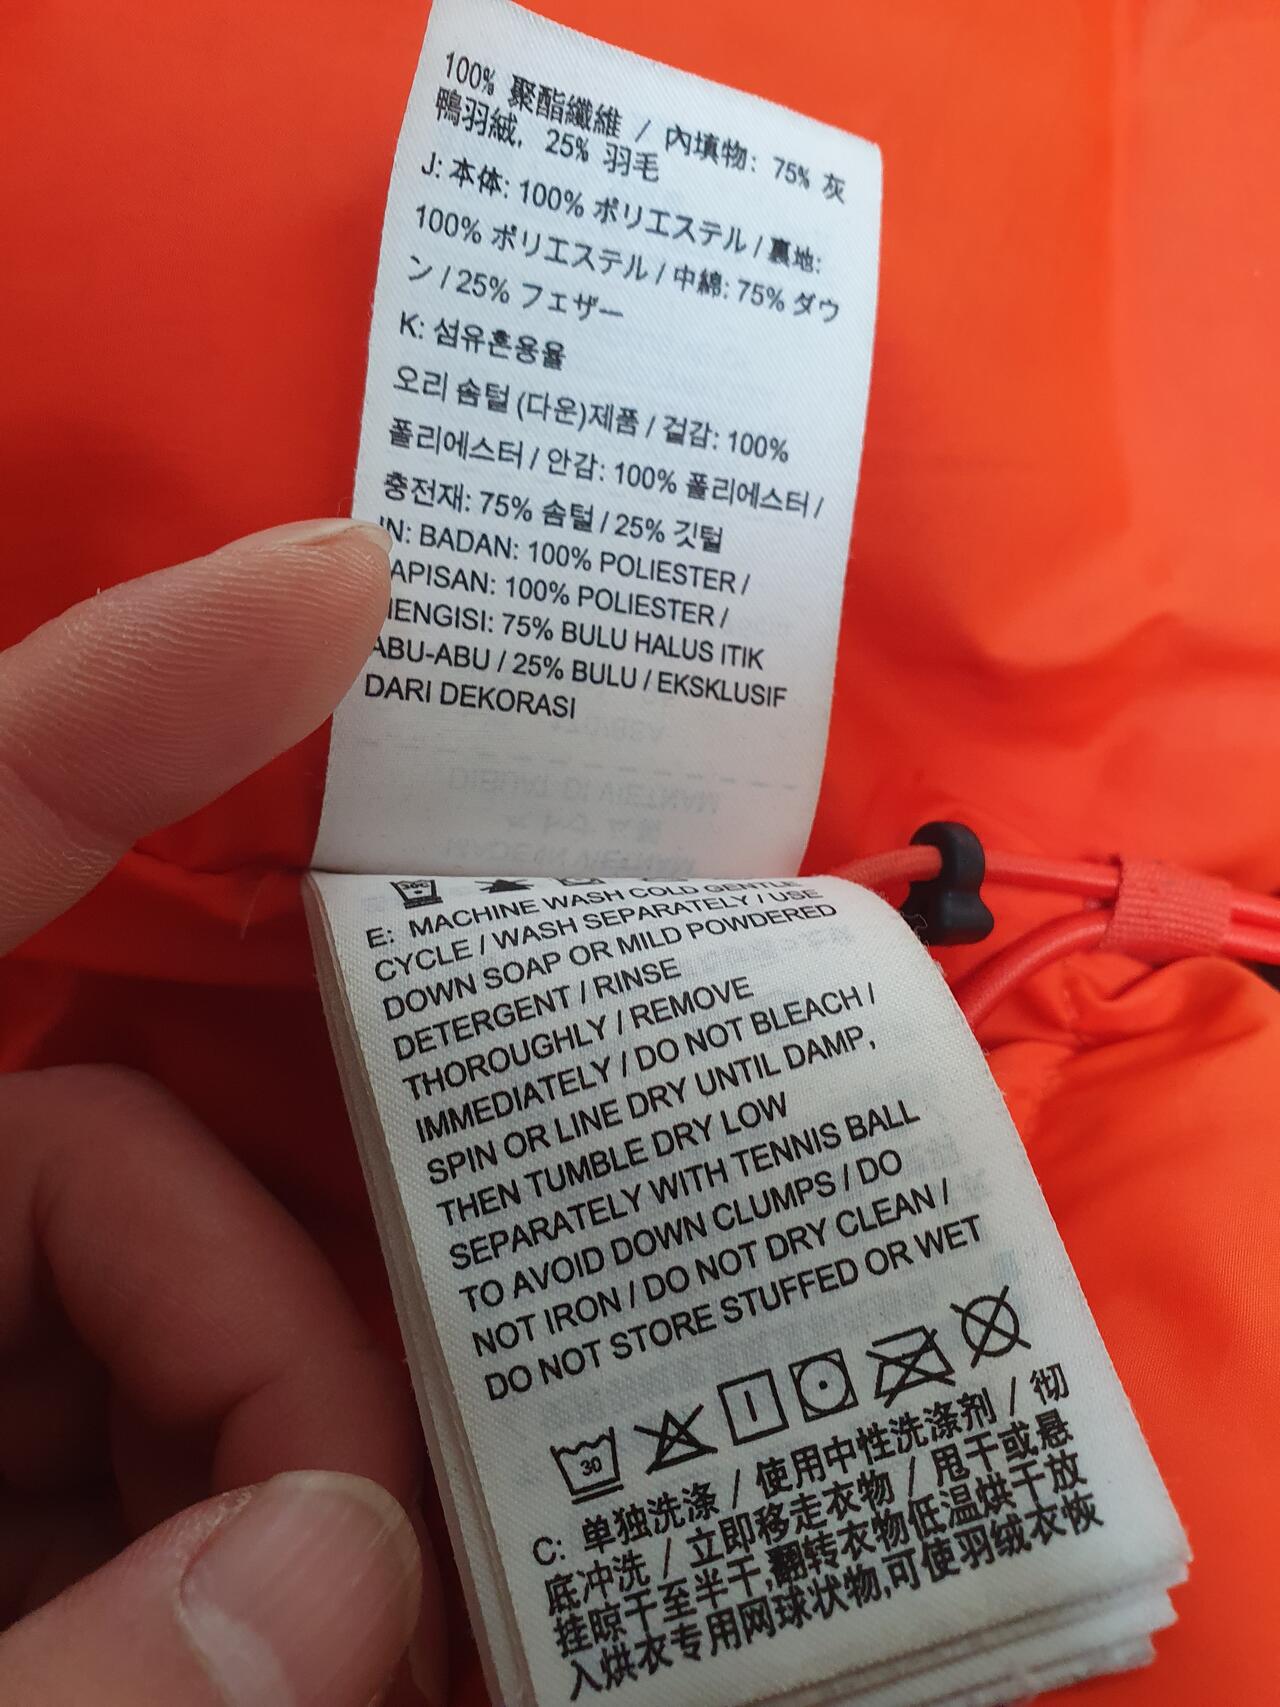 100% 聚酯纖維 / 內填物: 75% 灰
鴨羽絨, 25% 羽毛
J: 本体: 100% ポリエステル / 裏地:
100% ポリエステル / 中綿: 75% ダウ
ン / 25% フェザー
K: 섬유혼용율
오리 솜털 (다운)제품 / 겉감: 100%
폴리에스터 / 안감: 100% 폴리에스터 /
충전재: 75% 솜털 / 25% 깃털
IN: BADAN: 100% POLIESTER /
APISAN: 100% POLIESTER /
MENGISI: 75% BULU HALUS ITIK
ABU-ABU / 25% BULU / EKSKLUSIF
DARI DEKORASI
E: MACHINE WASH COLD GENTLE
CYCLE / WASH SEPARATELY / USE
DOWN SOAP OR MILD POWDERED
DETERGENT / RINSE
THOROUGHLY / REMOVE
IMMEDIATELY / DO NOT BLEACH /
SPIN OR LINE DRY UNTIL DAMP,
THEN TUMBLE DRY LOW
SEPARATELY WITH TENNIS BALL
TO AVOID DOWN CLUMPS / DO
NOT IRON / DO NOT DRY CLEAN /
DO NOT STORE STUFFED OR WET
30
C: 单独洗涤 / 使用中性洗涤剂 / 彻
底冲洗 / 立即移走衣物 / 甩干或悬
挂晾干至半干,翻转衣物低温烘干放
入烘衣专用网球状物,可使羽绒衣恢